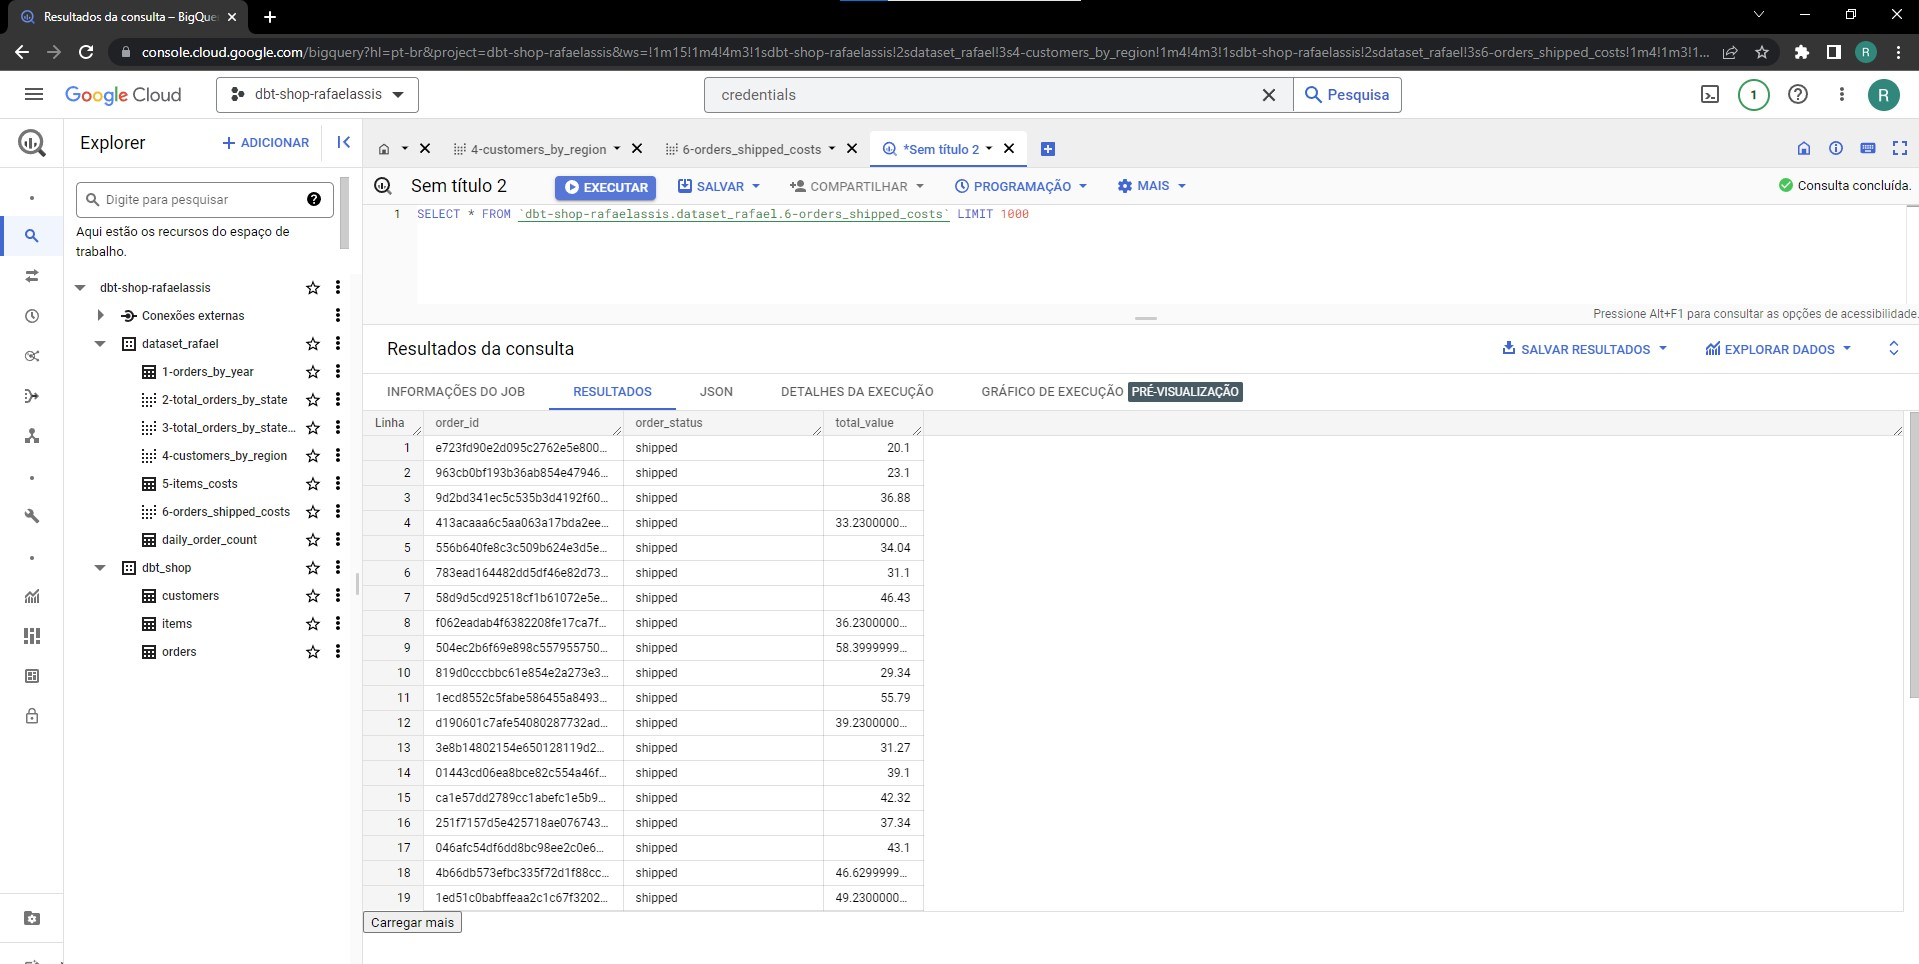 Resultados da consulta – BigQue
console.cloud.google.com/bigquery?hl=pt-br&project=dbt-shop-rafaelassis&ws=!1m15!1m4!4m3!1sdbt-shop-rafaelassis!2sdataset_rafael!3s4-customers_by_region!1m4!4m3!1sdbt-shop-rafaelassis!2sdataset_rafael!3s6-orders_shipped_costs!1m4!1m3!1...
R
Google Cloud
dbt-shop-rafaelassis
credentials
Pesquisa
1
R
Explorer
ADICIONAR
4-customers_by_region
6-orders_shipped_costs
*Sem título 2
Digite para pesquisar
Aqui estão os recursos do espaço de
trabalho.
dbt-shop-rafaelassis
Conexões externas
dataset_rafael
1-orders_by_year
2-total_orders_by_state
3-total_orders_by_state...
4-customers_by_region
5-items_costs
6-orders_shipped_costs
daily_order_count
dbt_shop
customers
items
orders
Sem título 2
EXECUTAR
SALVAR
COMPARTILHAR
PROGRAMAÇÃO
MAIS
Consulta concluída.
1 SELECT * FROM `dbt-shop-rafaelassis.dataset_rafael.6-orders_shipped_costs` LIMIT 1000
Pressione Alt+F1 para consultar as opções de acessibilidade.
Resultados da consulta
SALVAR RESULTADOS
EXPLORAR DADOS
INFORMAÇÕES DO JOB
RESULTADOS
JSON
DETALHES DA EXECUÇÃO
GRÁFICO DE EXECUÇÃO PRÉ-VISUALIZAÇÃO
Linha order_id order_status total_value
1 e723fd90e2d095c2762e5e800... shipped 20.1
2 963cb0bf193b36ab854e47946... shipped 23.1
3 9d2bd341ec5c535b3d4192f60... shipped 36.88
4 413acaaa6c5aa063a17bda2ee... shipped 33.2300000...
5 556b640fe8c3c509b624e3d5e... shipped 34.04
6 783ead164482dd5df46e82d73... shipped 31.1
7 58d9d5cd92518cf1b61072e5e... shipped 46.43
8 f062eadab4f6382208fe17ca7f... shipped 36.2300000...
9 504ec2b6f69e898c557955750... shipped 58.3999999...
10 819d0cccbbc61e854e2a273e3... shipped 29.34
11 1ecd8552c5fabe586455a8493... shipped 55.79
12 d190601c7afe54080287732ad... shipped 39.2300000...
13 3e8b14802154e650128119d2... shipped 31.27
14 01443cd06ea8bce82c554a46f... shipped 39.1
15 ca1e57dd2789cc1abefc1e5b9... shipped 42.32
16 251f7157d5e425718ae076743... shipped 37.34
17 046afc54df6dd8bc98ee2c0e6... shipped 43.1
18 4b66db573efbc335f72d1f88cc... shipped 46.6299999...
19 1ed51c0babffeaa2c1c67f3202... shipped 49.2300000...
Carregar mais